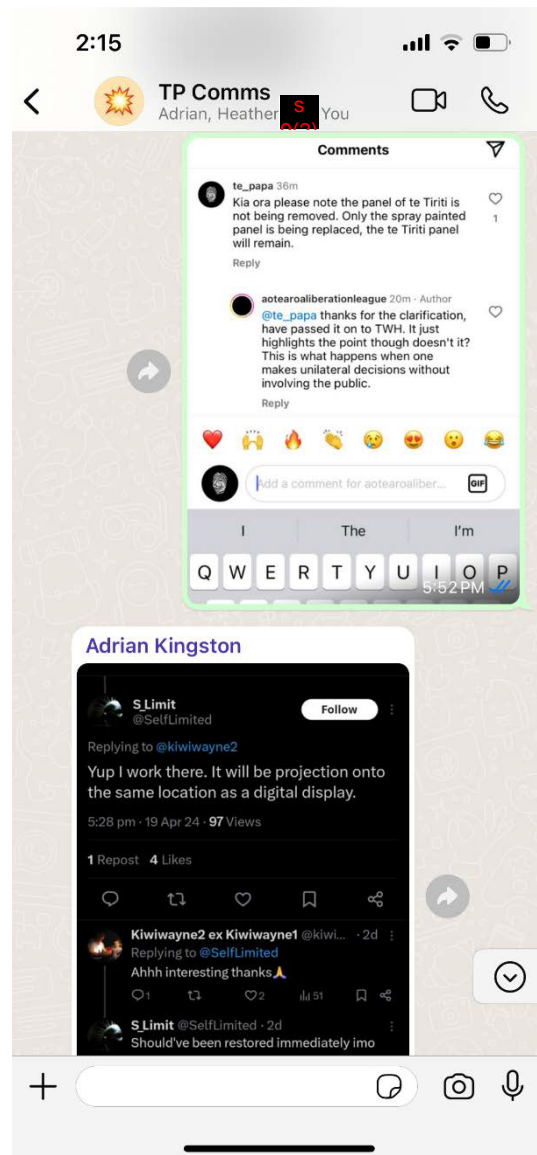 2:15
TP Comms
Adrian, Heather
s
You
Comments
te_papa 36m
Kia ora please note the panel of te Tiriti is
not being removed. Only the spray painted
panel is being replaced, the te Tiriti panel
will remain.
1
Reply
aotearoaliberationleague 20m · Author
@te_papa thanks for the clarification,
have passed it on to TWH. It just
highlights the point though doesn't it?
This is what happens when one
makes unilateral decisions without
involving the public.
Reply
Add a comment for aotearoaliber...
GIF
I The I'm
Q W E R T Y U I O P
5:52 PM
Adrian Kingston
S_Limit
@SelfLimited
Follow
Replying to @kiwiwayne2
Yup I work there. It will be projection onto
the same location as a digital display.
5:28 pm · 19 Apr 24 · 97 Views
1 Repost 4 Likes
Kiwiwayne2 ex Kiwiwayne1 @kiwi... · 2d
Replying to @SelfLimited
Ahhh interesting thanks
1 2 51
S_Limit @SelfLimited · 2d
Should've been restored immediately imo